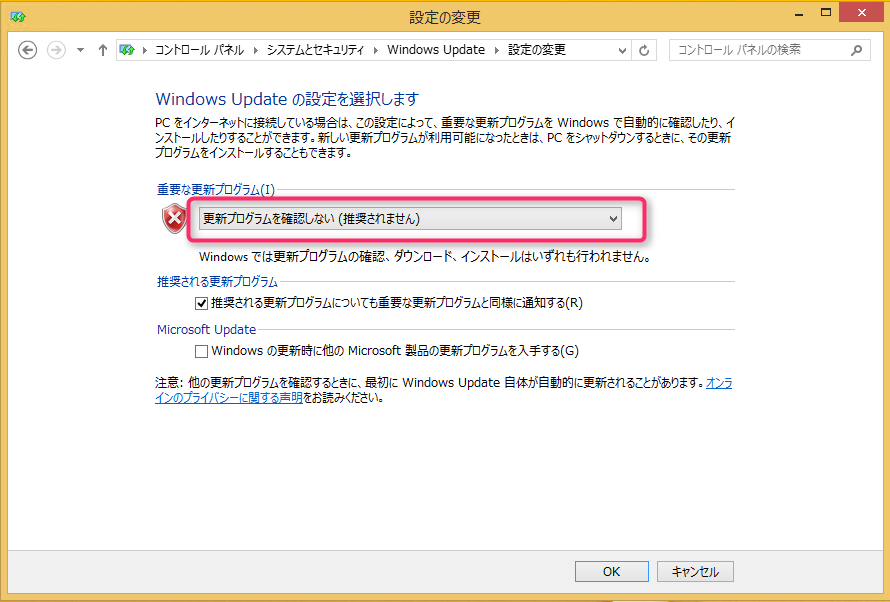 設定の変更
コントロール パネル システムとセキュリティ Windows Update 設定の変更 コントロール パネルの検索
Windows Update の設定を選択します
PC をインターネットに接続している場合は、この設定によって、重要な更新プログラムを Windows で自動的に確認したり、イ
ンストールしたりすることができます。新しい更新プログラムが利用可能になったときは、PC をシャットダウンするときに、その更新
プログラムをインストールすることもできます。
重要な更新プログラム(I)
更新プログラムを確認しない (推奨されません)
Windows では更新プログラムの確認、ダウンロード、インストールはいずれも行われません。
推奨される更新プログラム
推奨される更新プログラムについても重要な更新プログラムと同様に通知する(R)
Microsoft Update
Windows の更新時に他の Microsoft 製品の更新プログラムを入手する(G)
注意: 他の更新プログラムを確認するときに、最初に Windows Update 自体が自動的に更新されることがあります。オンラ
インのプライバシーに関する声明をお読みください。
OK キャンセル